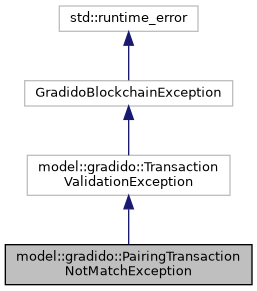 std::runtime_error
GradidoBlockchainException
model::gradido::Transaction
ValidationException
model::gradido::PairingTransaction
NotMatchException